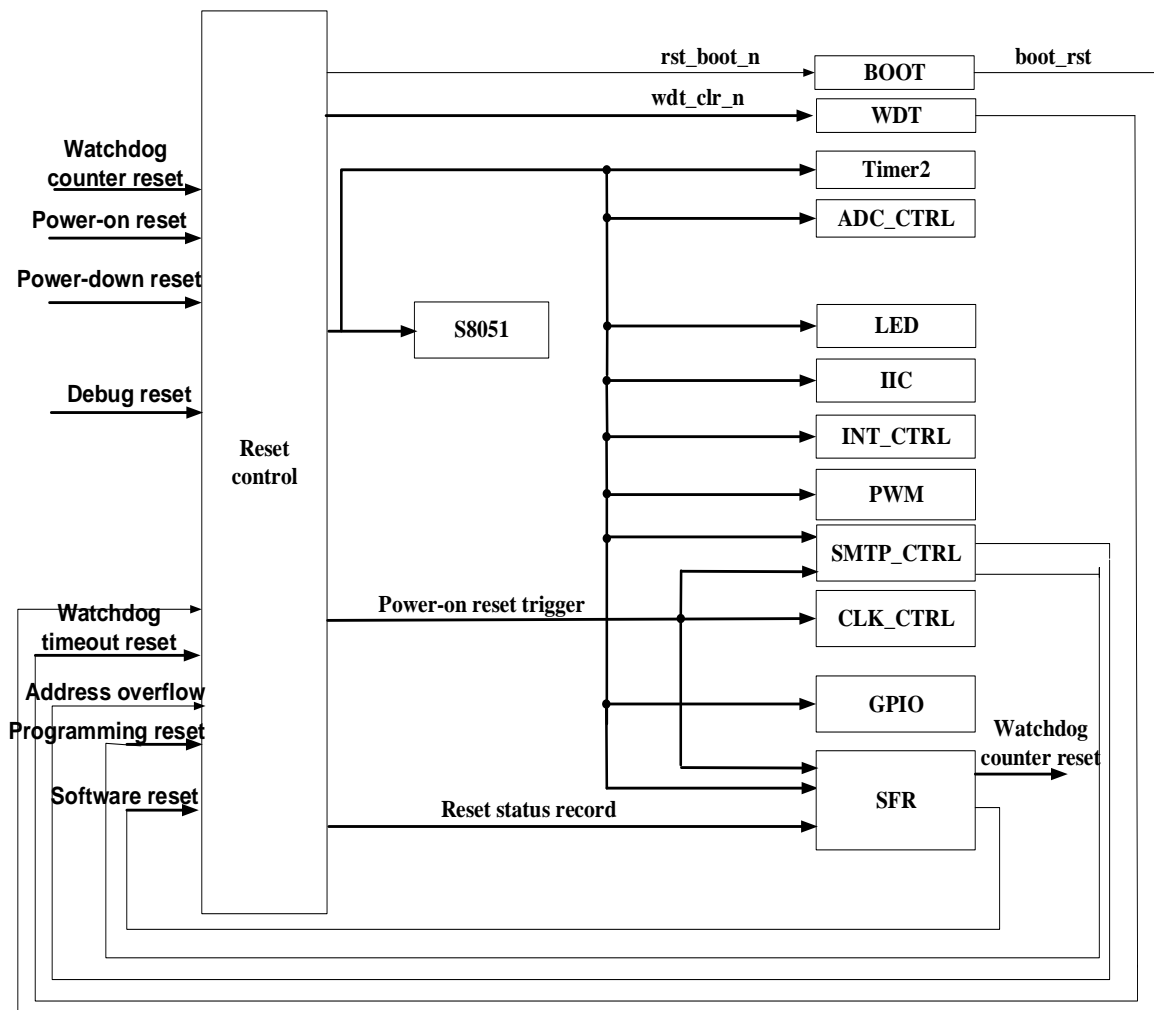 rst_boot_n
BOOT
boot_rst
wdt_clr_n
WDT
Watchdog
counter reset
Timer2
Power-on reset
ADC_CTRL
Power-down reset
S8051
LED
IIC
Debug reset
INT_CTRL
Reset
control
PWM
SMTP_CTRL
Watchdog
timeout reset
Power-on reset trigger
CLK_CTRL
Address overflow
GPIO
Programming reset
Watchdog
counter reset
Software reset
Reset status record
SFR